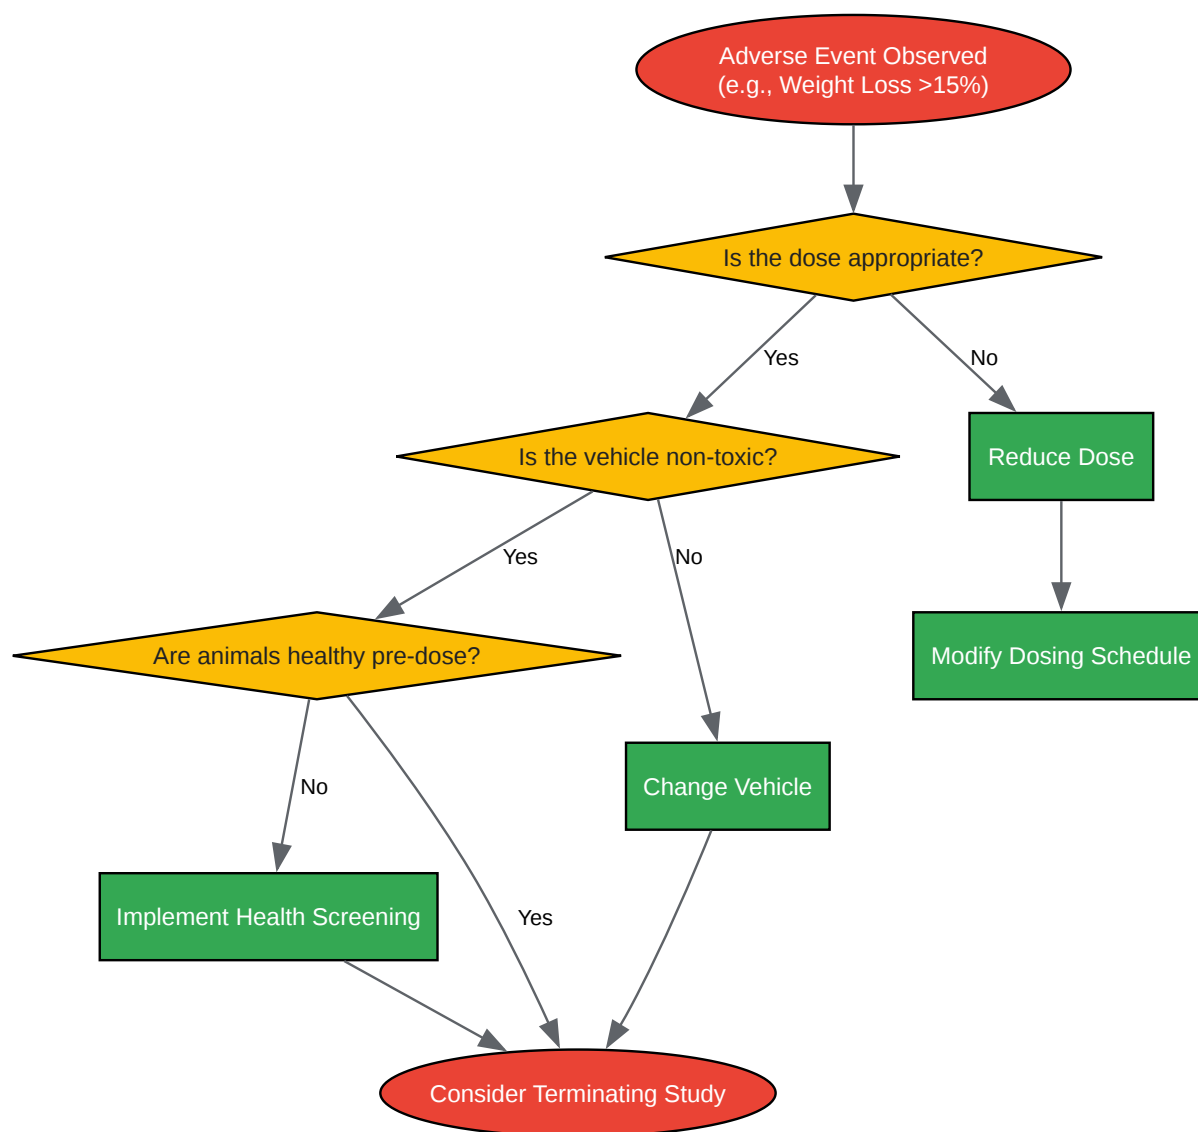 Adverse Event Observed
(e.g., Weight Loss >15%)
Is the dose appropriate?
Yes
No
Is the vehicle non-toxic?
Reduce Dose
Yes
No
Are animals healthy pre-dose?
Modify Dosing Schedule
No
Change Vehicle
Implement Health Screening
Yes
Consider Terminating Study